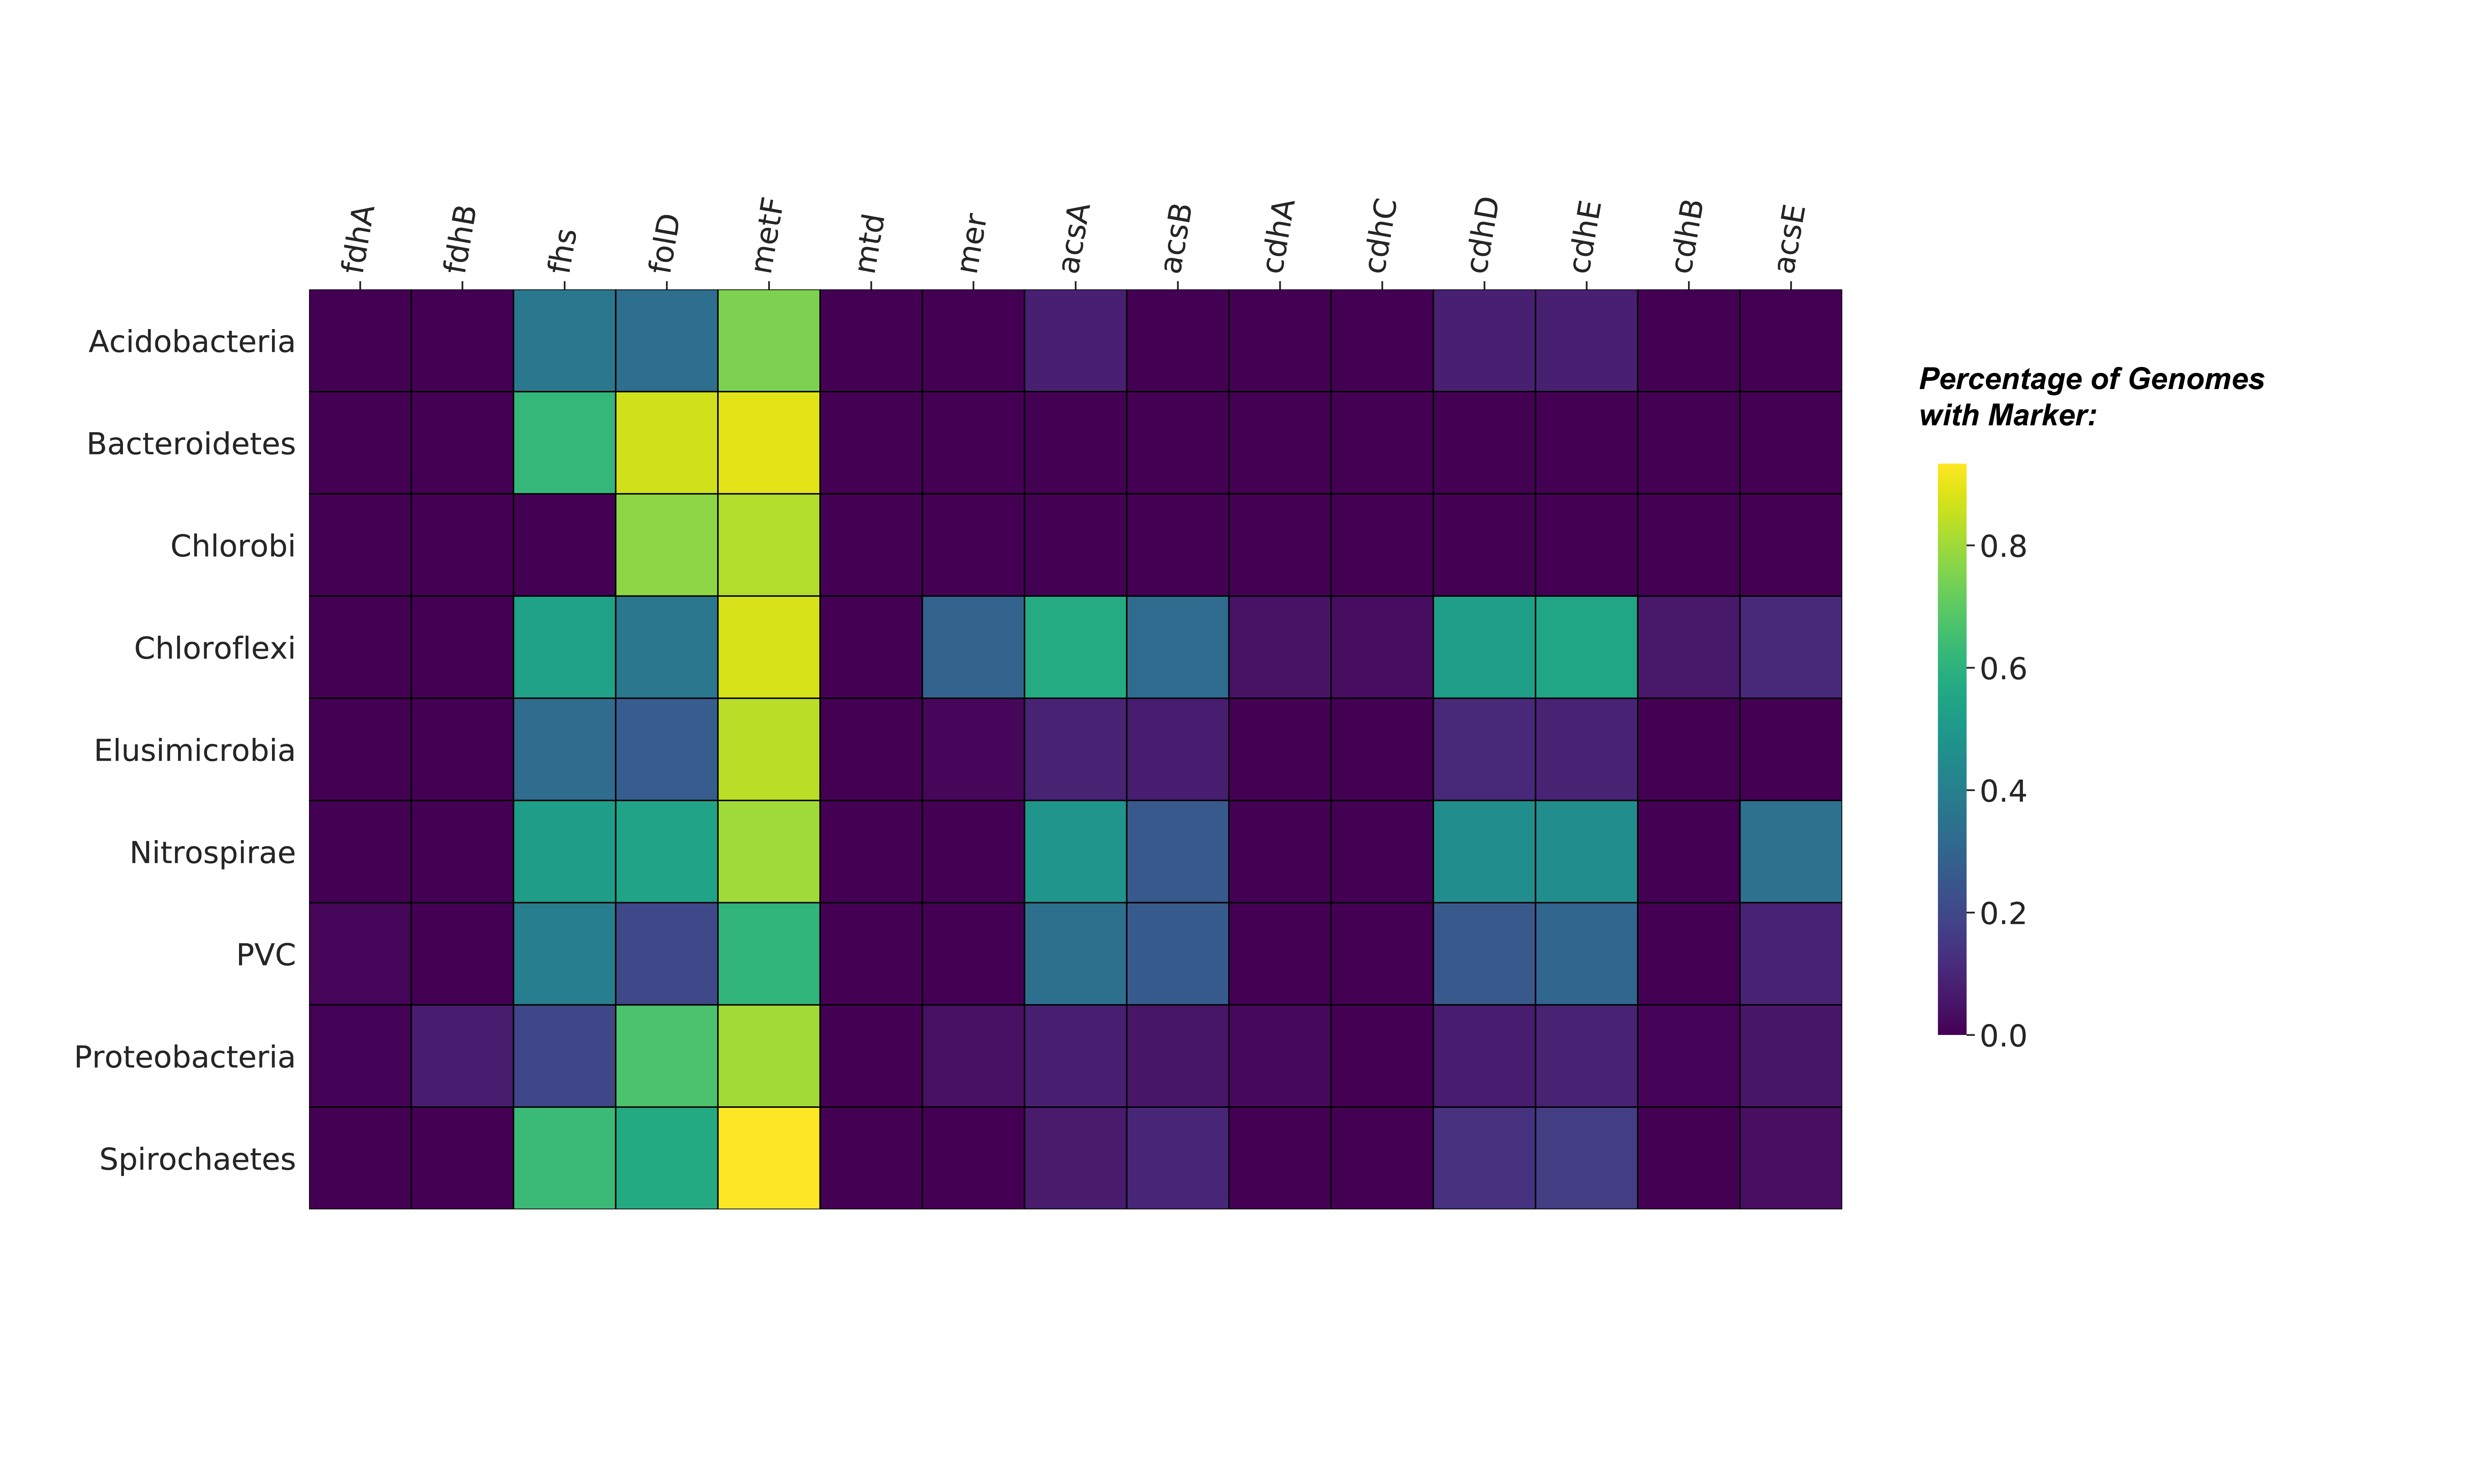 fdhA fdhB fhs folD metF mtd mer acsA acsB cdhA cdhC cdhD cdhE cdhB acsE
Acidobacteria
Bacteroidetes
Chlorobi
Chloroflexi
Elusimicrobia
Nitrospirae
PVC
Proteobacteria
Spirochaetes
Percentage of Genomes
with Marker:
0.8
0.6
0.4
0.2
0.0